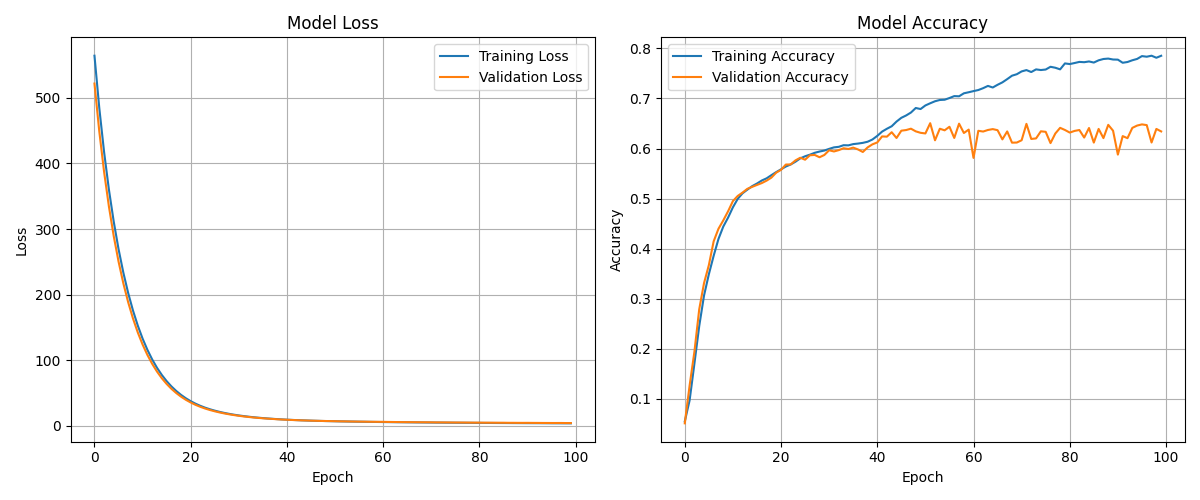 Model Loss
Training Loss
Validation Loss
500
400
300
200
100
0
Loss
0 20 40 60 80 100
Epoch
Model Accuracy
Training Accuracy
Validation Accuracy
0.8
0.7
0.6
0.5
0.4
0.3
0.2
0.1
Accuracy
0 20 40 60 80 100
Epoch